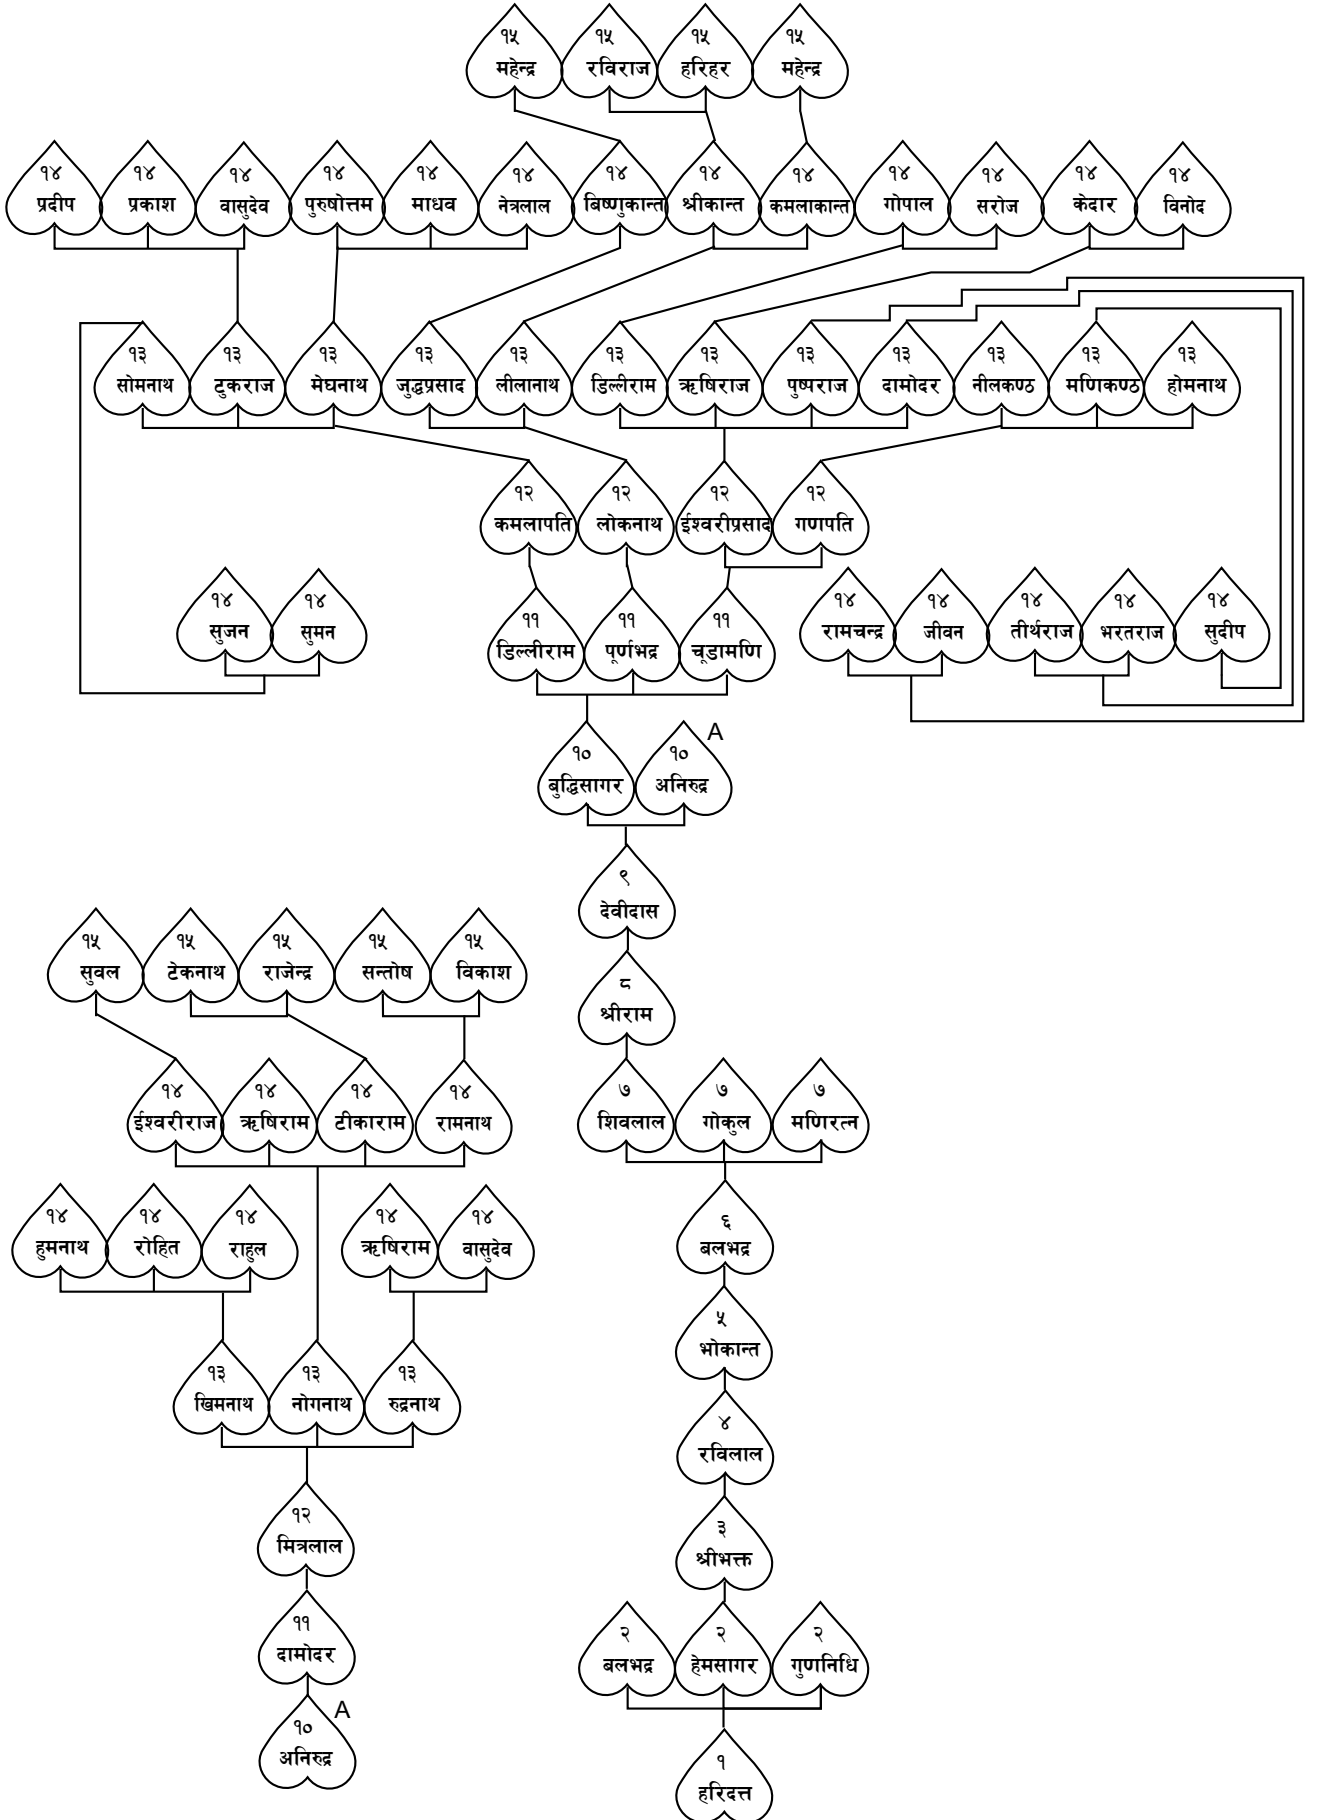 १५ १५ १५ १५
महेन्द्र रविराज हरिहर महेन्द्र
१४ १४ १४ १४ १४ १४ १४ १४ १४ १४ १४ १४ १४
प्रदीप प्रकाश वासुदेव पुरुषोत्तम माधव नेत्रलाल बिष्णुकान्त श्रीकान्त कमलाकान्त गोपाल सरोज केदार विनोद
१३ १३ १३ १३ १३ १३ १३ १३ १३ १३ १३ १३
सोमनाथ टुकराज मेघनाथ जुद्धप्रसाद लीलानाथ डिल्लीराम ऋषिराज पुष्पराज दामोदर नीलकण्ठ मणिकण्ठ होमनाथ
१२ १२ १२ १२
कमलापति लोकनाथ ईश्वरीप्रसाद गणपति
१४ १४ ११ ११ ११ १४ १४ १४ १४ १४
सुजन सुमन डिल्लीराम पूर्णभद्र चूडामणि रामचन्द्र जीवन तीर्थराज भरतराज सुदीप
A
१० १०
बुद्धिसागर अनिरुद्र
९
देवीदास
१५ १५ १५ १५ १५
सुवल टेकनाथ राजेन्द्र सन्तोष विकाश
८
श्रीराम
१४ १४ १४ १४ ७ ७ ७
ईश्वरीराज ऋषिराम टीकाराम रामनाथ शिवलाल गोकुल मणिरत्न
१४ १४ १४ १४ १४ ६
हुमनाथ रोहित राहुल ऋषिराम वासुदेव बलभद्र
५
भोकान्त
१३ १३ १३
खिमनाथ नोगनाथ रुद्रनाथ
४
रविलाल
१२ ३
मित्रलाल श्रीभक्त
११ २ २ २
दामोदर बलभद्र हेमसागर गुणनिधि
A
१०
अनिरुद्र
१
हरिदत्त